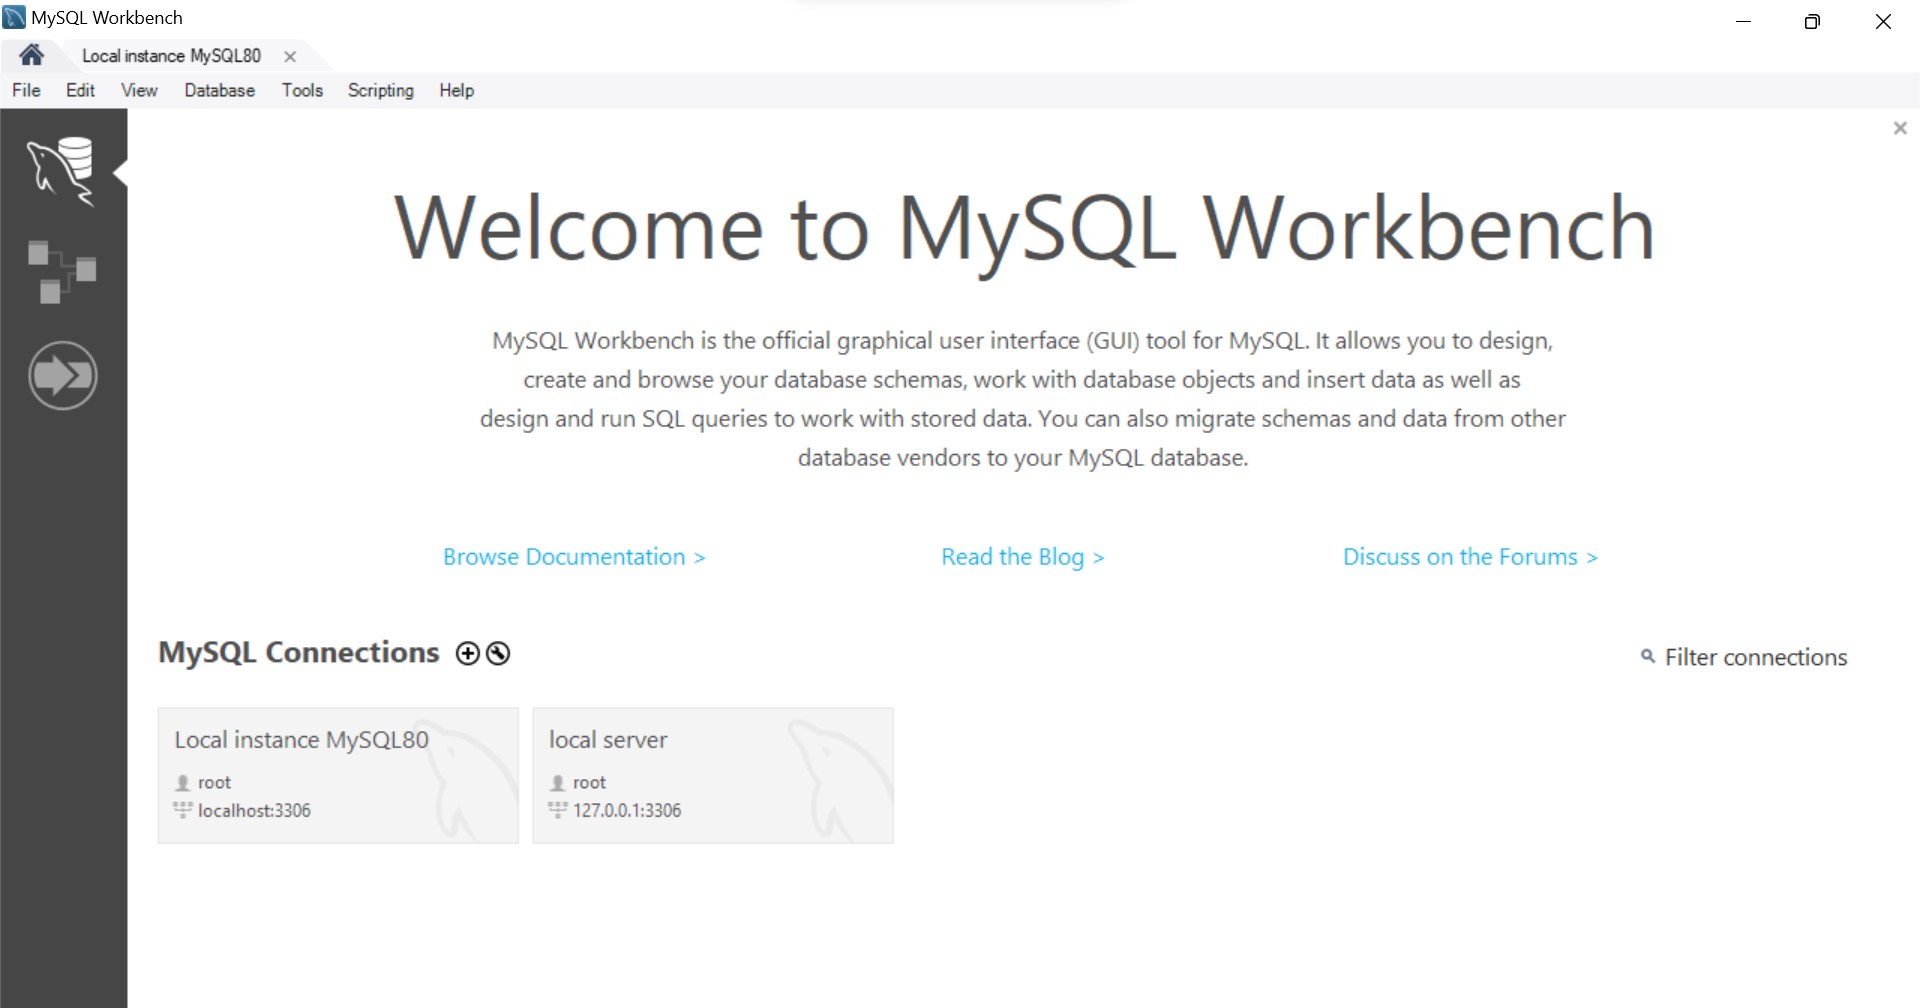 MySQL Workbench
Local instance MySQL80
File Edit View Database Tools Scripting Help
Welcome to MySQL Workbench
MySQL Workbench is the official graphical user interface (GUI) tool for MySQL. It allows you to design,
create and browse your database schemas, work with database objects and insert data as well as
design and run SQL queries to work with stored data. You can also migrate schemas and data from other
database vendors to your MySQL database.
Browse Documentation > Read the Blog > Discuss on the Forums >
MySQL Connections Filter connections
Local instance MySQL80
root
localhost:3306
local server
root
127.0.0.1:3306